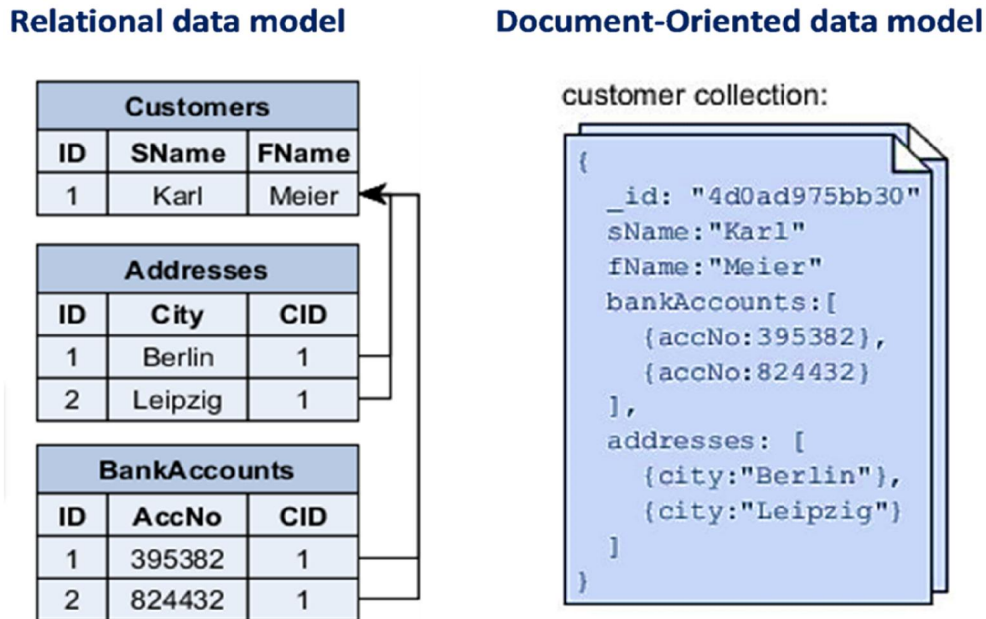 Relational data model
Customers
ID SName FName
1 Karl Meier
Addresses
ID City CID
1 Berlin 1
2 Leipzig 1
BankAccounts
ID AccNo CID
1 395382 1
2 824432 1
Document-Oriented data model
customer collection:
{
_id: "4d0ad975bb30"
sName:"Karl"
fName:"Meier"
bankAccounts:[
{accNo:395382},
{accNo:824432}
],
addresses: [
{city:"Berlin"},
{city:"Leipzig"}
]
}